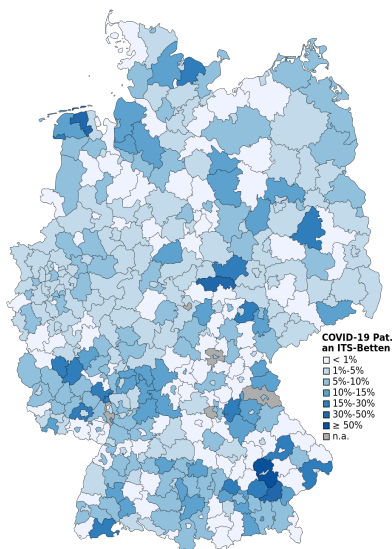 COVID-19 Pat.
an ITS-Betten
< 1%
1%-5%
5%-10%
10%-15%
15%-30%
30%-50%
≥ 50%
n.a.